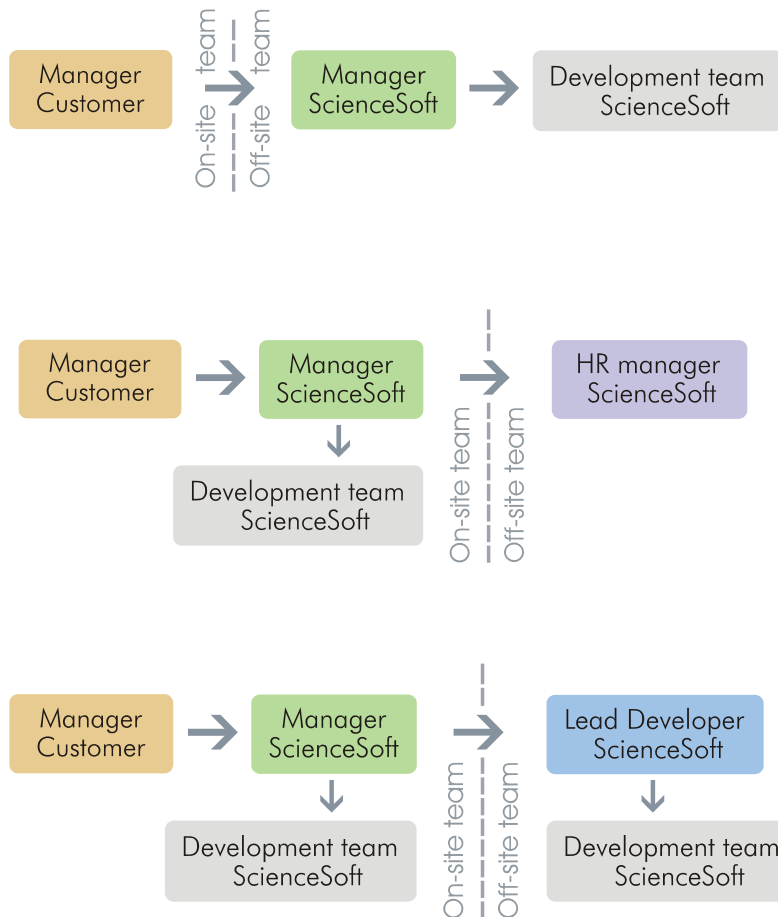 Manager
Customer
On-site team
Off-site team
Manager
ScienceSoft
Development team
ScienceSoft
Manager
Customer
Manager
ScienceSoft
Development team
ScienceSoft
On-site team
Off-site team
HR manager
ScienceSoft
Manager
Customer
Manager
ScienceSoft
Development team
ScienceSoft
On-site team
Off-site team
Lead Developer
ScienceSoft
Development team
ScienceSoft